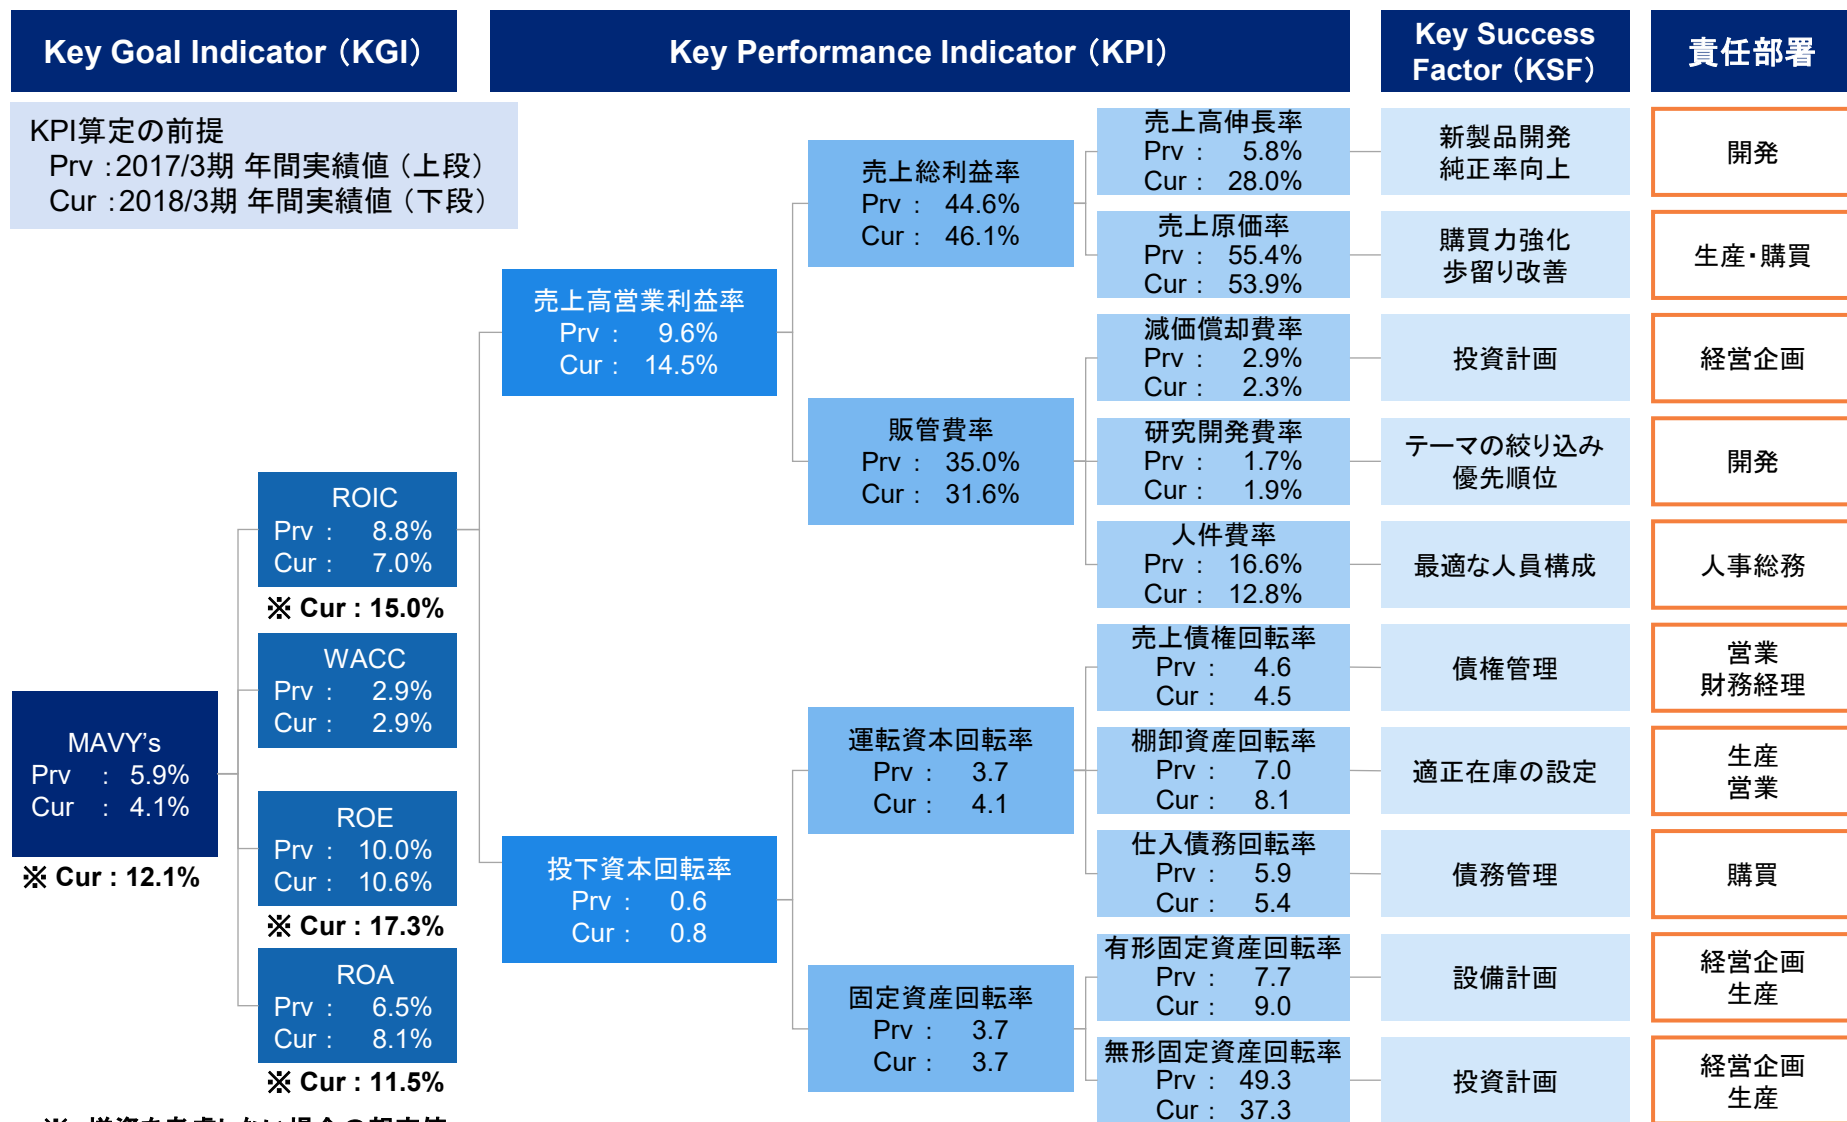 Key Goal Indicator（KGI）
Key Performance Indicator（KPI）
Key Success
Factor（KSF）
責任部署
KPI算定の前提
Prv ：2017/3期 年間実績値（上段）
Cur ：2018/3期 年間実績値（下段）
MAVY’s
Prv ： 5.9%
Cur ： 4.1%
※ Cur : 12.1%
ROIC
Prv ： 8.8%
Cur ： 7.0%
※ Cur : 15.0%
WACC
Prv ： 2.9%
Cur ： 2.9%
ROE
Prv ： 10.0%
Cur ： 10.6%
※ Cur : 17.3%
ROA
Prv ： 6.5%
Cur ： 8.1%
※ Cur : 11.5%
売上高営業利益率
Prv ： 9.6%
Cur ： 14.5%
投下資本回転率
Prv ： 0.6
Cur ： 0.8
売上総利益率
Prv ： 44.6%
Cur ： 46.1%
販管費率
Prv ： 35.0%
Cur ： 31.6%
運転資本回転率
Prv ： 3.7
Cur ： 4.1
固定資産回転率
Prv ： 3.7
Cur ： 3.7
売上高伸長率
Prv ： 5.8%
Cur ： 28.0%
新製品開発
純正率向上
開発
売上原価率
Prv ： 55.4%
Cur ： 53.9%
購買力強化
歩留り改善
生産・購買
減価償却費率
Prv ： 2.9%
Cur ： 2.3%
投資計画
経営企画
研究開発費率
Prv ： 1.7%
Cur ： 1.9%
テーマの絞り込み
優先順位
開発
人件費率
Prv ： 16.6%
Cur ： 12.8%
最適な人員構成
人事総務
売上債権回転率
Prv ： 4.6
Cur ： 4.5
債権管理
営業
財務経理
棚卸資産回転率
Prv ： 7.0
Cur ： 8.1
適正在庫の設定
生産
営業
仕入債務回転率
Prv ： 5.9
Cur ： 5.4
債務管理
購買
有形固定資産回転率
Prv ： 7.7
Cur ： 9.0
設備計画
経営企画
生産
無形固定資産回転率
Prv ： 49.3
Cur ： 37.3
投資計画
経営企画
生産